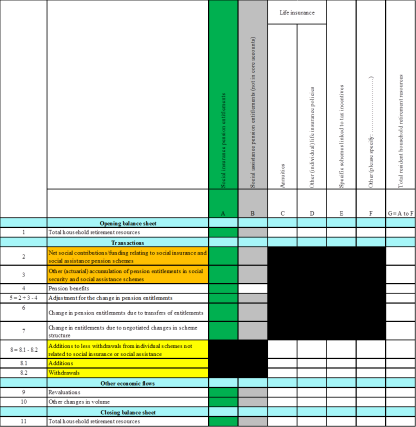 Life insurance
Social insurance pension entitlements
Social assistance pension entitlements (not in core accounts)
Annuities
Other (individual) life insurance policies
Specific schemes linked to tax incentives
Other (please specify:……………………)
Total resident household retirement resources
A B C D E F G= A to F
Opening balance sheet
1 Total household retirement resources
Transactions
2 Net social contributions/funding relating to social insurance and
social assistance pension schemes
3 Other (actuarial) accumulation of pension entitlements in social
security and social assistance schemes
4 Pension benefits
5 = 2 + 3 - 4 Adjustment for the change in pension entitlements
6 Change in pension entitlements due to transfers of entitlements
7 Change in entitlements due to negotiated changes in scheme
structure
8 = 8.1 - 8.2 Additions to less withdrawals from individual schemes not
related to social insurance or social assistance
8.1 Additions
8.2 Withdrawals
Other economic flows
9 Revaluations
10 Other changes in volume
Closing balance sheet
11 Total household retirement resources